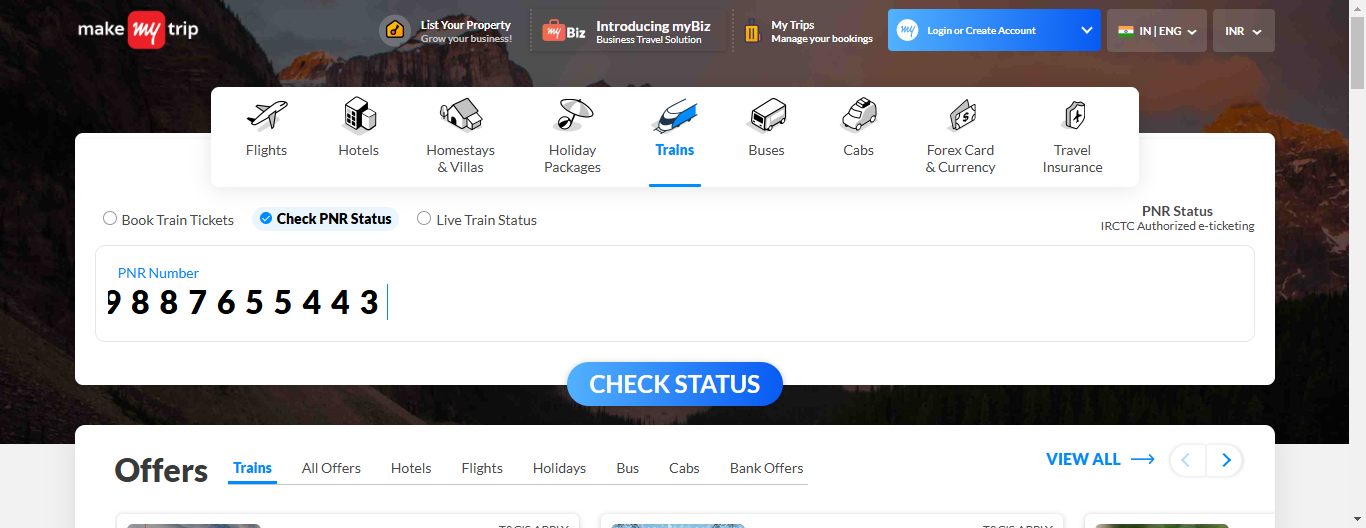 make my trip
List Your Property
Grow your business!
my Biz
Introducing myBiz
Business Travel Solution
My Trips
Manage your bookings
my
Login or Create Account
IN | ENG
INR
Flights
Hotels
Homestays
& Villas
Holiday
Packages
Trains
Buses
Cabs
Forex Card
& Currency
Travel
Insurance
Book Train Tickets
Check PNR Status
Live Train Status
PNR Status
IRCTC Authorized e-ticketing
PNR Number
9887655443
CHECK STATUS
Offers
Trains
All Offers
Hotels
Flights
Holidays
Bus
Cabs
Bank Offers
VIEW ALL
T&C'S APPLY
T&C'S APPLY